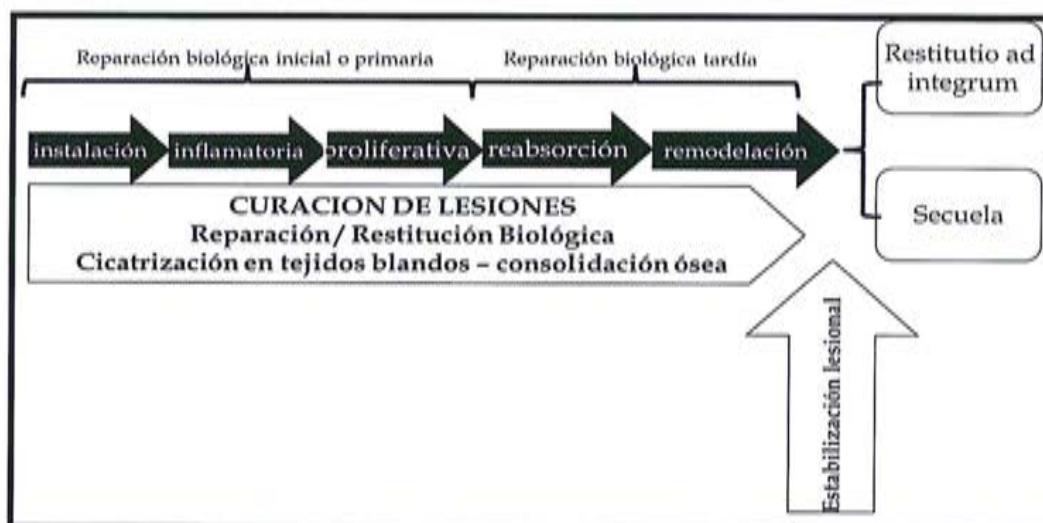 Reparación biológica inicial o primaria
Reparación biológica tardía
Restitutio ad
integrum
instalación
inflamatoria
proliferativa
reabsorción
remodelación
CURACION DE LESIONES
Reparación/ Restitución Biológica
Cicatrización en tejidos blandos – consolidación ósea
Secuela
Estabilización lesional